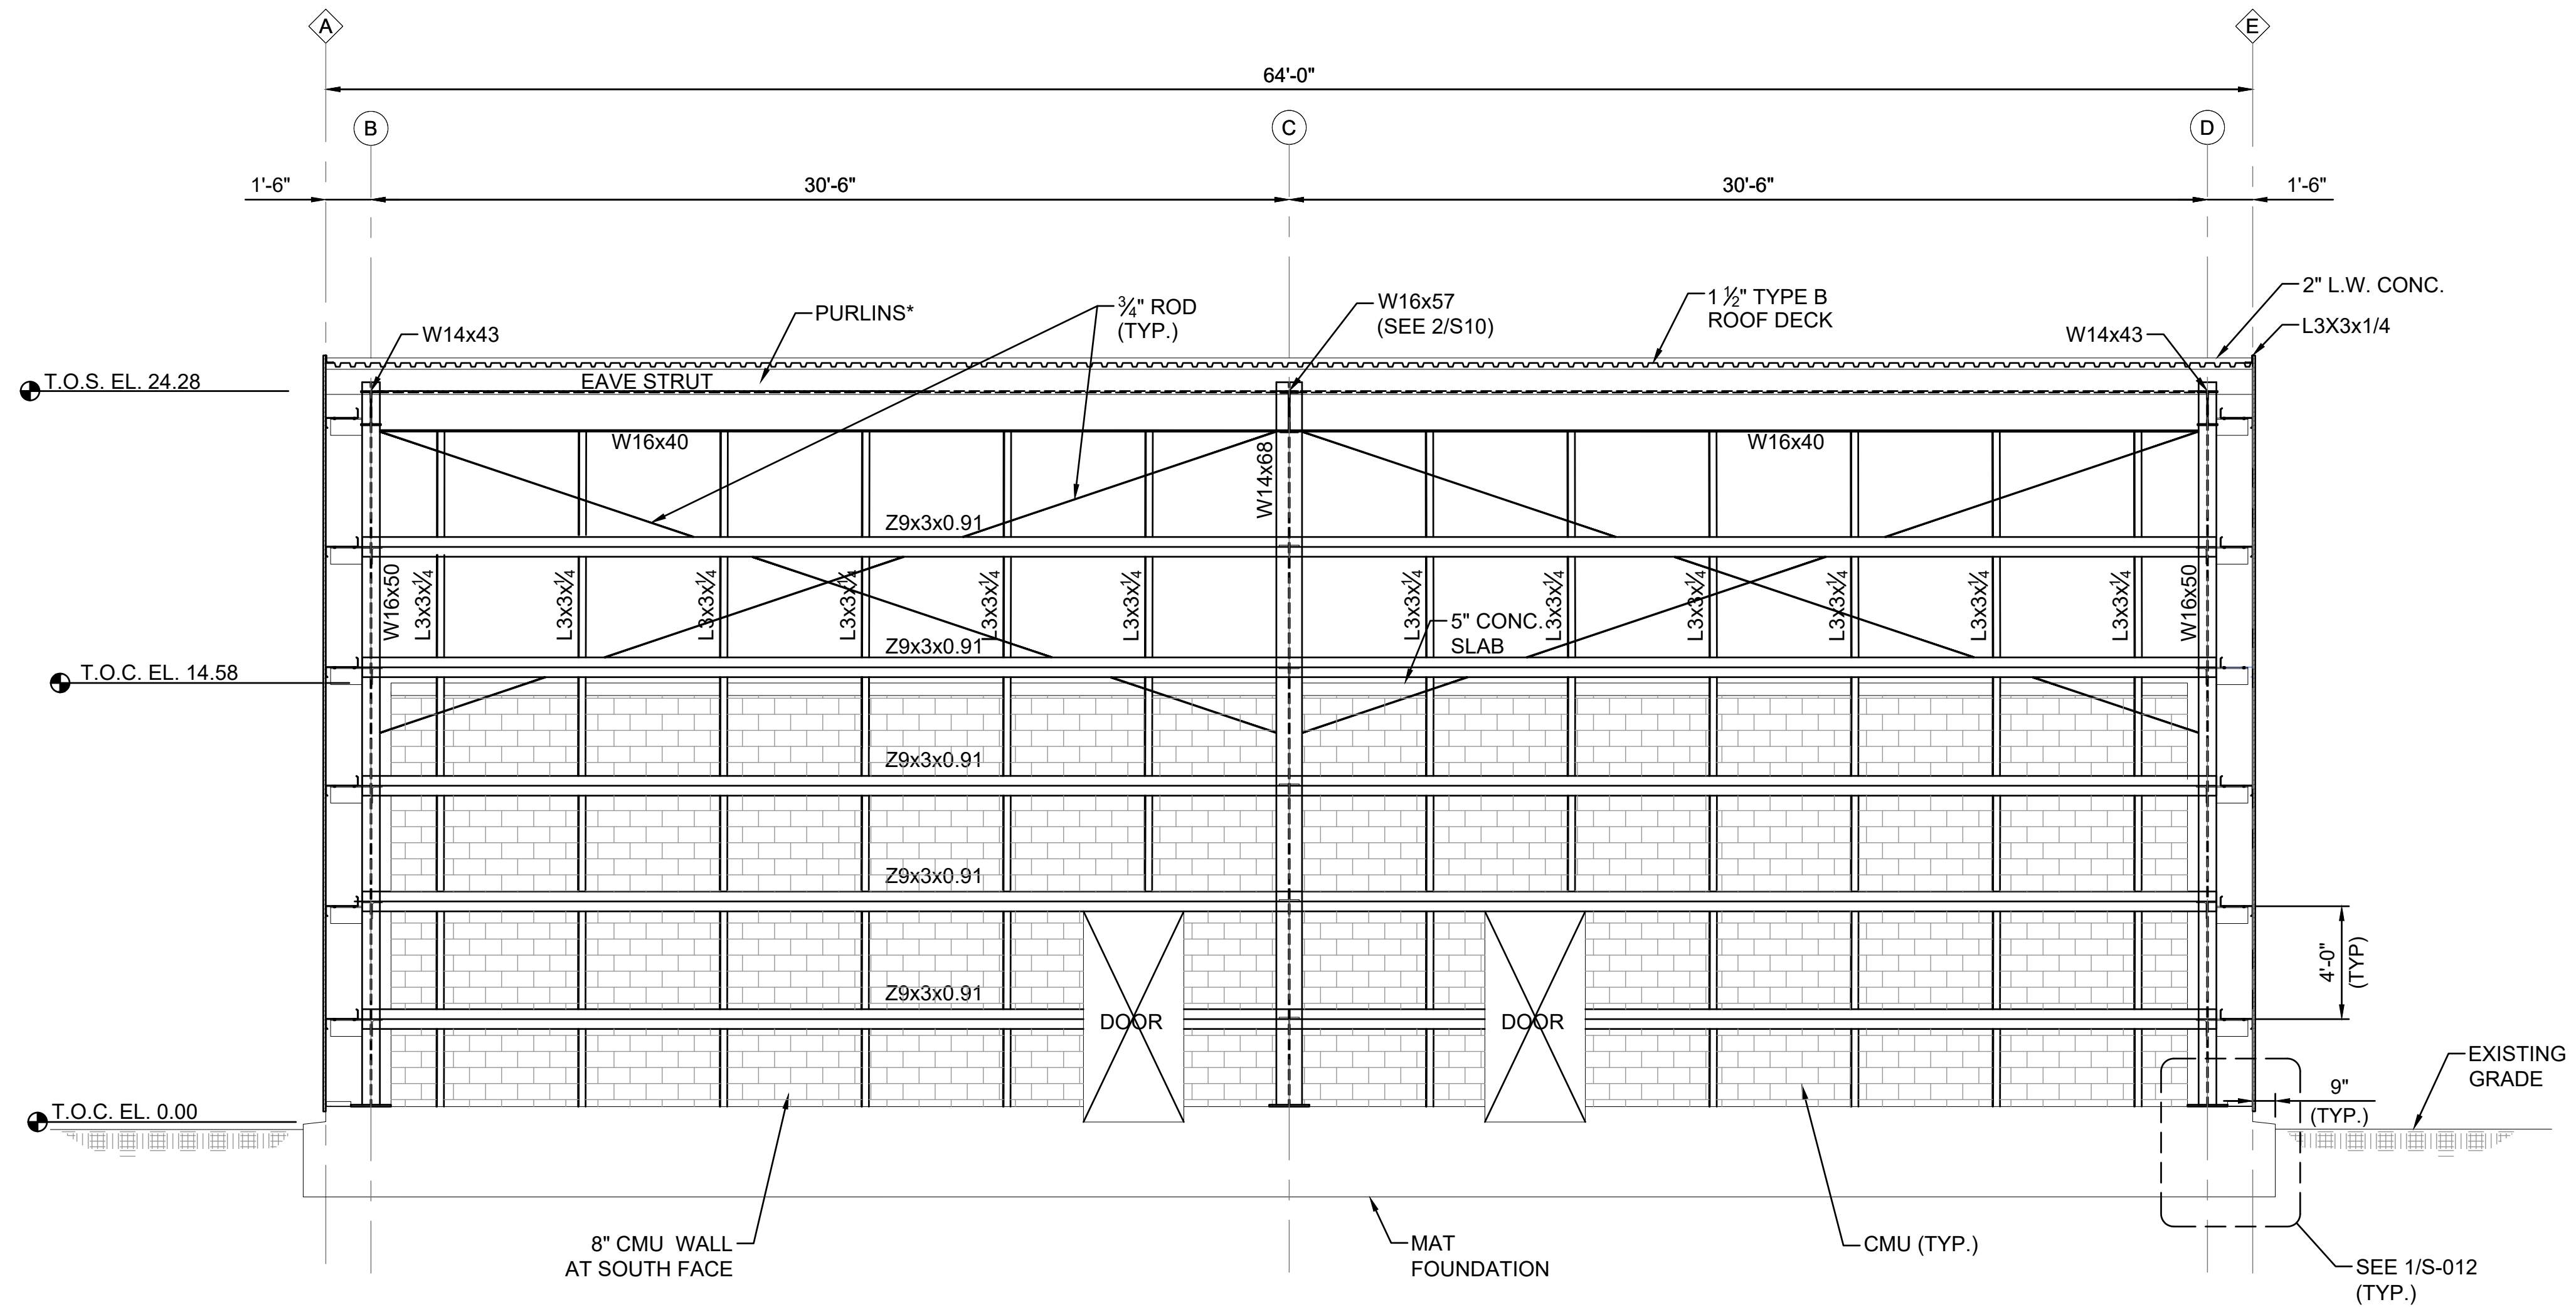 A
E
64'-0"
B
C
D
1'-6"
30'-6"
30'-6"
1'-6"
2" L.W. CONC.
PURLINS*
¾" ROD
(TYP.)
W16x57
(SEE 2/S10)
1 ½" TYPE B
ROOF DECK
L3X3x1/4
W14x43
W14x43
T.O.S. EL. 24.28
EAVE STRUT
W16x40
W16x40
W14x68
Z9x3x0.91
W16x50
L3x3x¼
L3x3x¼
L3x3x¼
L3x3x¼
L3x3x¼
L3x3x¼
L3x3x¼
L3x3x¼
L3x3x¼
L3x3x¼
L3x3x¼
L3x3x¼
W16x50
5" CONC.
SLAB
Z9x3x0.91
T.O.C. EL. 14.58
Z9x3x0.91
Z9x3x0.91
4'-0"
(TYP)
Z9x3x0.91
DOOR
DOOR
EXISTING
GRADE
9"
(TYP.)
T.O.C. EL. 0.00
8" CMU WALL
AT SOUTH FACE
MAT
FOUNDATION
CMU (TYP.)
SEE 1/S-012
(TYP.)